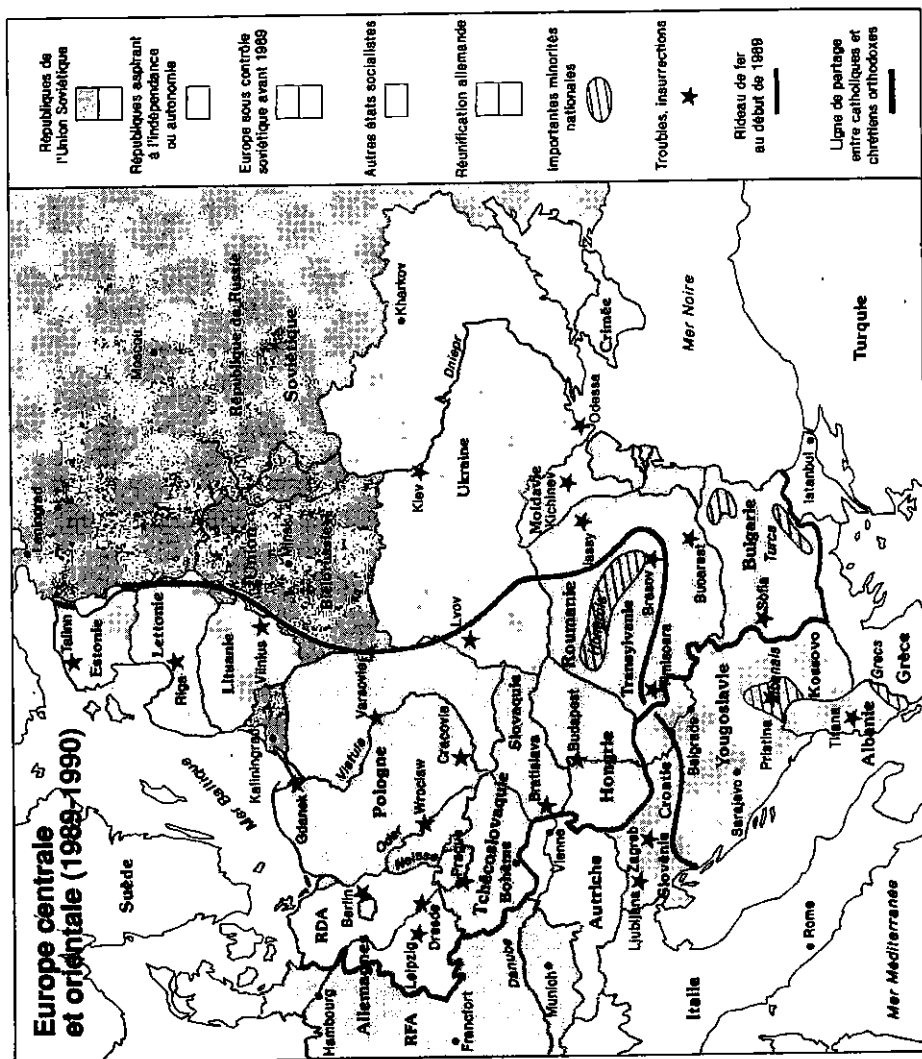 Europe centrale
et orientale (1989-1990)
Républiques de
l'Union Soviétique
Républiques aspirant
à l'indépendance
ou autonomie
Europe sous contrôle
soviétique avant 1989
Autres états socialistes
Réunification allemande
Importantes minorités
nationales
Troubles, insurrections
Rideau de fer
au début de 1989
Ligne de partage
entre catholiques et
chrétiens orthodoxes
Suède
Mer Baltique
Leningrad
Tallon
Estonie
Riga
Lettonie
Lituanie
Vilnius
Kaliningrad
Moscou
République de Russie
Soviétique
Union
Minsk
Biélorussie
Hambourg
RDA
Berlin
Allemagnes
Leipzig
Dresde
RFA
Francfort
Gdansk
Vistule
Varsovie
Pologne
Oder
Wroclaw
Neisse
Cracovie
Lvov
Kiev
Ukraine
Dniepr
Kharkov
Prague
Tchécoslovaquie
Bohême
Slovaquie
Bratislava
Danube
Munich
Vienne
Autriche
Budapest
Hongrie
Moldavie
Kichinev
Odessa
Crimée
Roumanie
Iassy
Hongrois
Transylvanie
Brasov
Timisoara
Bucarest
Mer Noire
Ljubljana
Zagreb
Slovénie
Croatie
Belgrade
Yougoslavie
Sarajevo
Pristina
Kossovo
Sofia
Bulgarie
Turcs
Istanbul
Turquie
Italie
Rome
Mer Méditerranée
Tirana
Albanie
Grecs
Grèce